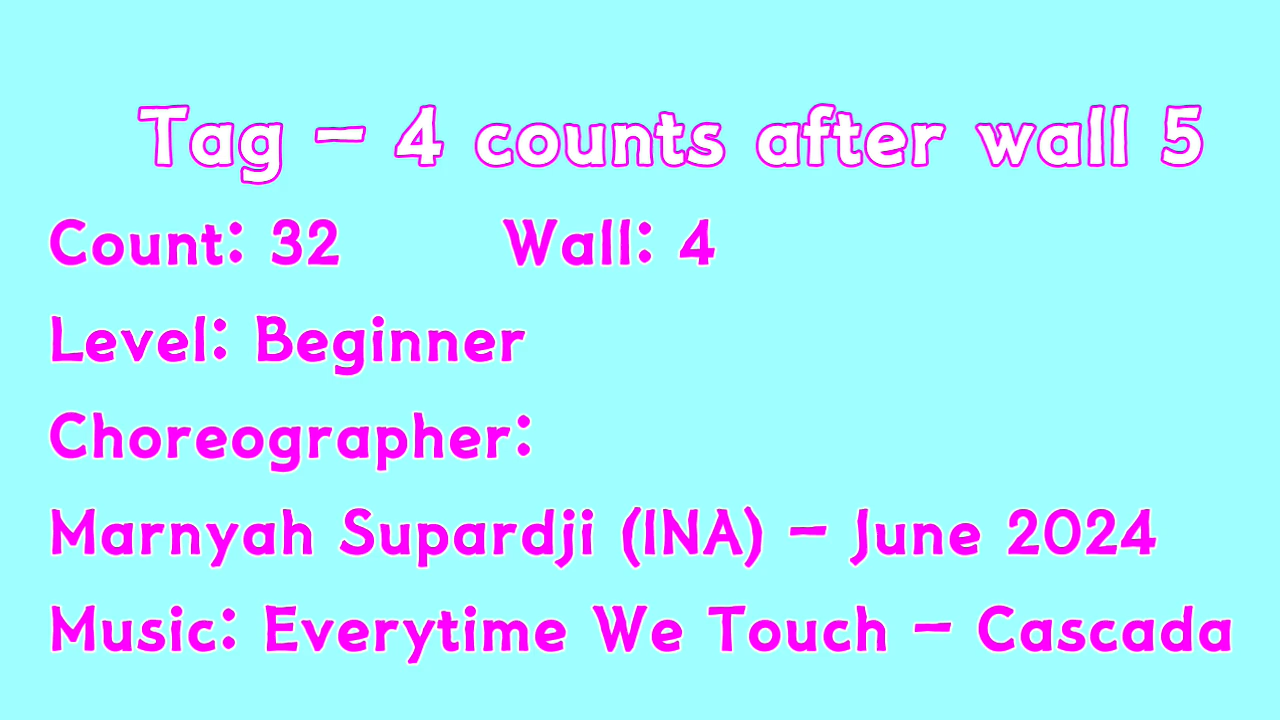 Tag - 4 counts after wall 5
Count: 32 Wall: 4
Level: Beginner
Choreographer:
Marnyah Supardji (INA) - June 2024
Music: Everytime We Touch - Cascada